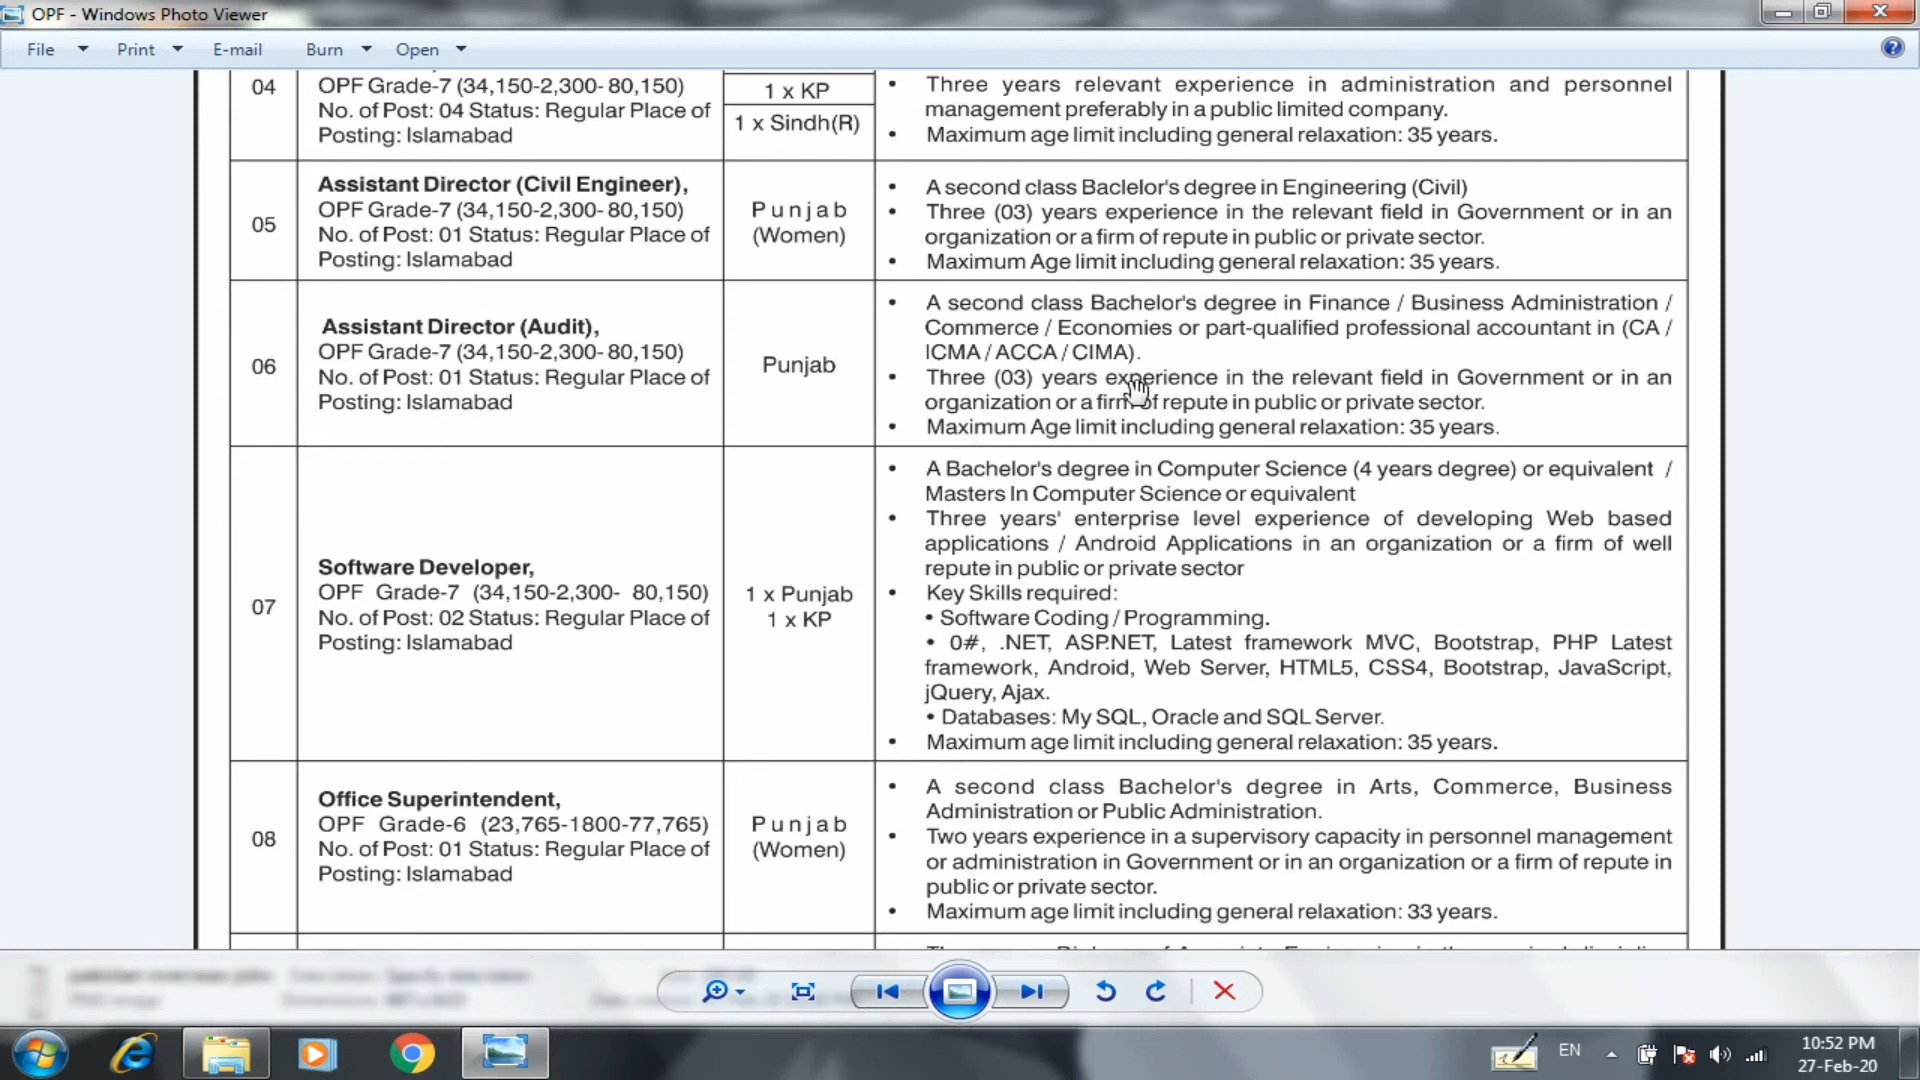 OPF - Windows Photo Viewer
File Print E-mail Burn Open
04
OPF Grade-7 (34,150-2,300- 80,150)
No. of Post: 04 Status: Regular Place of
Posting: Islamabad
1 x KP
1 x Sindh(R)
• Three years relevant experience in administration and personnel
management preferably in a public limited company.
• Maximum age limit including general relaxation: 35 years.
05
Assistant Director (Civil Engineer),
OPF Grade-7 (34,150-2,300- 80,150)
No. of Post: 01 Status: Regular Place of
Posting: Islamabad
Punjab
(Women)
• A second class Baclelor's degree in Engineering (Civil)
• Three (03) years experience in the relevant field in Government or in an
organization or a firm of repute in public or private sector.
• Maximum Age limit including general relaxation: 35 years.
06
Assistant Director (Audit),
OPF Grade-7 (34,150-2,300- 80,150)
No. of Post: 01 Status: Regular Place of
Posting: Islamabad
Punjab
• A second class Bachelor's degree in Finance / Business Administration /
Commerce / Economies or part-qualified professional accountant in (CA /
ICMA / ACCA / CIMA).
• Three (03) years experience in the relevant field in Government or in an
organization or a firm of repute in public or private sector.
• Maximum Age limit including general relaxation: 35 years.
07
Software Developer,
OPF Grade-7 (34,150-2,300- 80,150)
No. of Post: 02 Status: Regular Place of
Posting: Islamabad
1 x Punjab
1 x KP
• A Bachelor's degree in Computer Science (4 years degree) or equivalent /
Masters In Computer Science or equivalent
• Three years' enterprise level experience of developing Web based
applications / Android Applications in an organization or a firm of well
repute in public or private sector
• Key Skills required:
• Software Coding / Programming.
• 0#, .NET, ASP.NET, Latest framework MVC, Bootstrap, PHP Latest
framework, Android, Web Server, HTML5, CSS4, Bootstrap, JavaScript,
jQuery, Ajax.
• Databases: My SQL, Oracle and SQL Server.
• Maximum age limit including general relaxation: 35 years.
08
Office Superintendent,
OPF Grade-6 (23,765-1800-77,765)
No. of Post: 01 Status: Regular Place of
Posting: Islamabad
Punjab
(Women)
• A second class Bachelor's degree in Arts, Commerce, Business
Administration or Public Administration.
• Two years experience in a supervisory capacity in personnel management
or administration in Government or in an organization or a firm of repute in
public or private sector.
• Maximum age limit including general relaxation: 33 years.
EN
10:52 PM
27-Feb-20